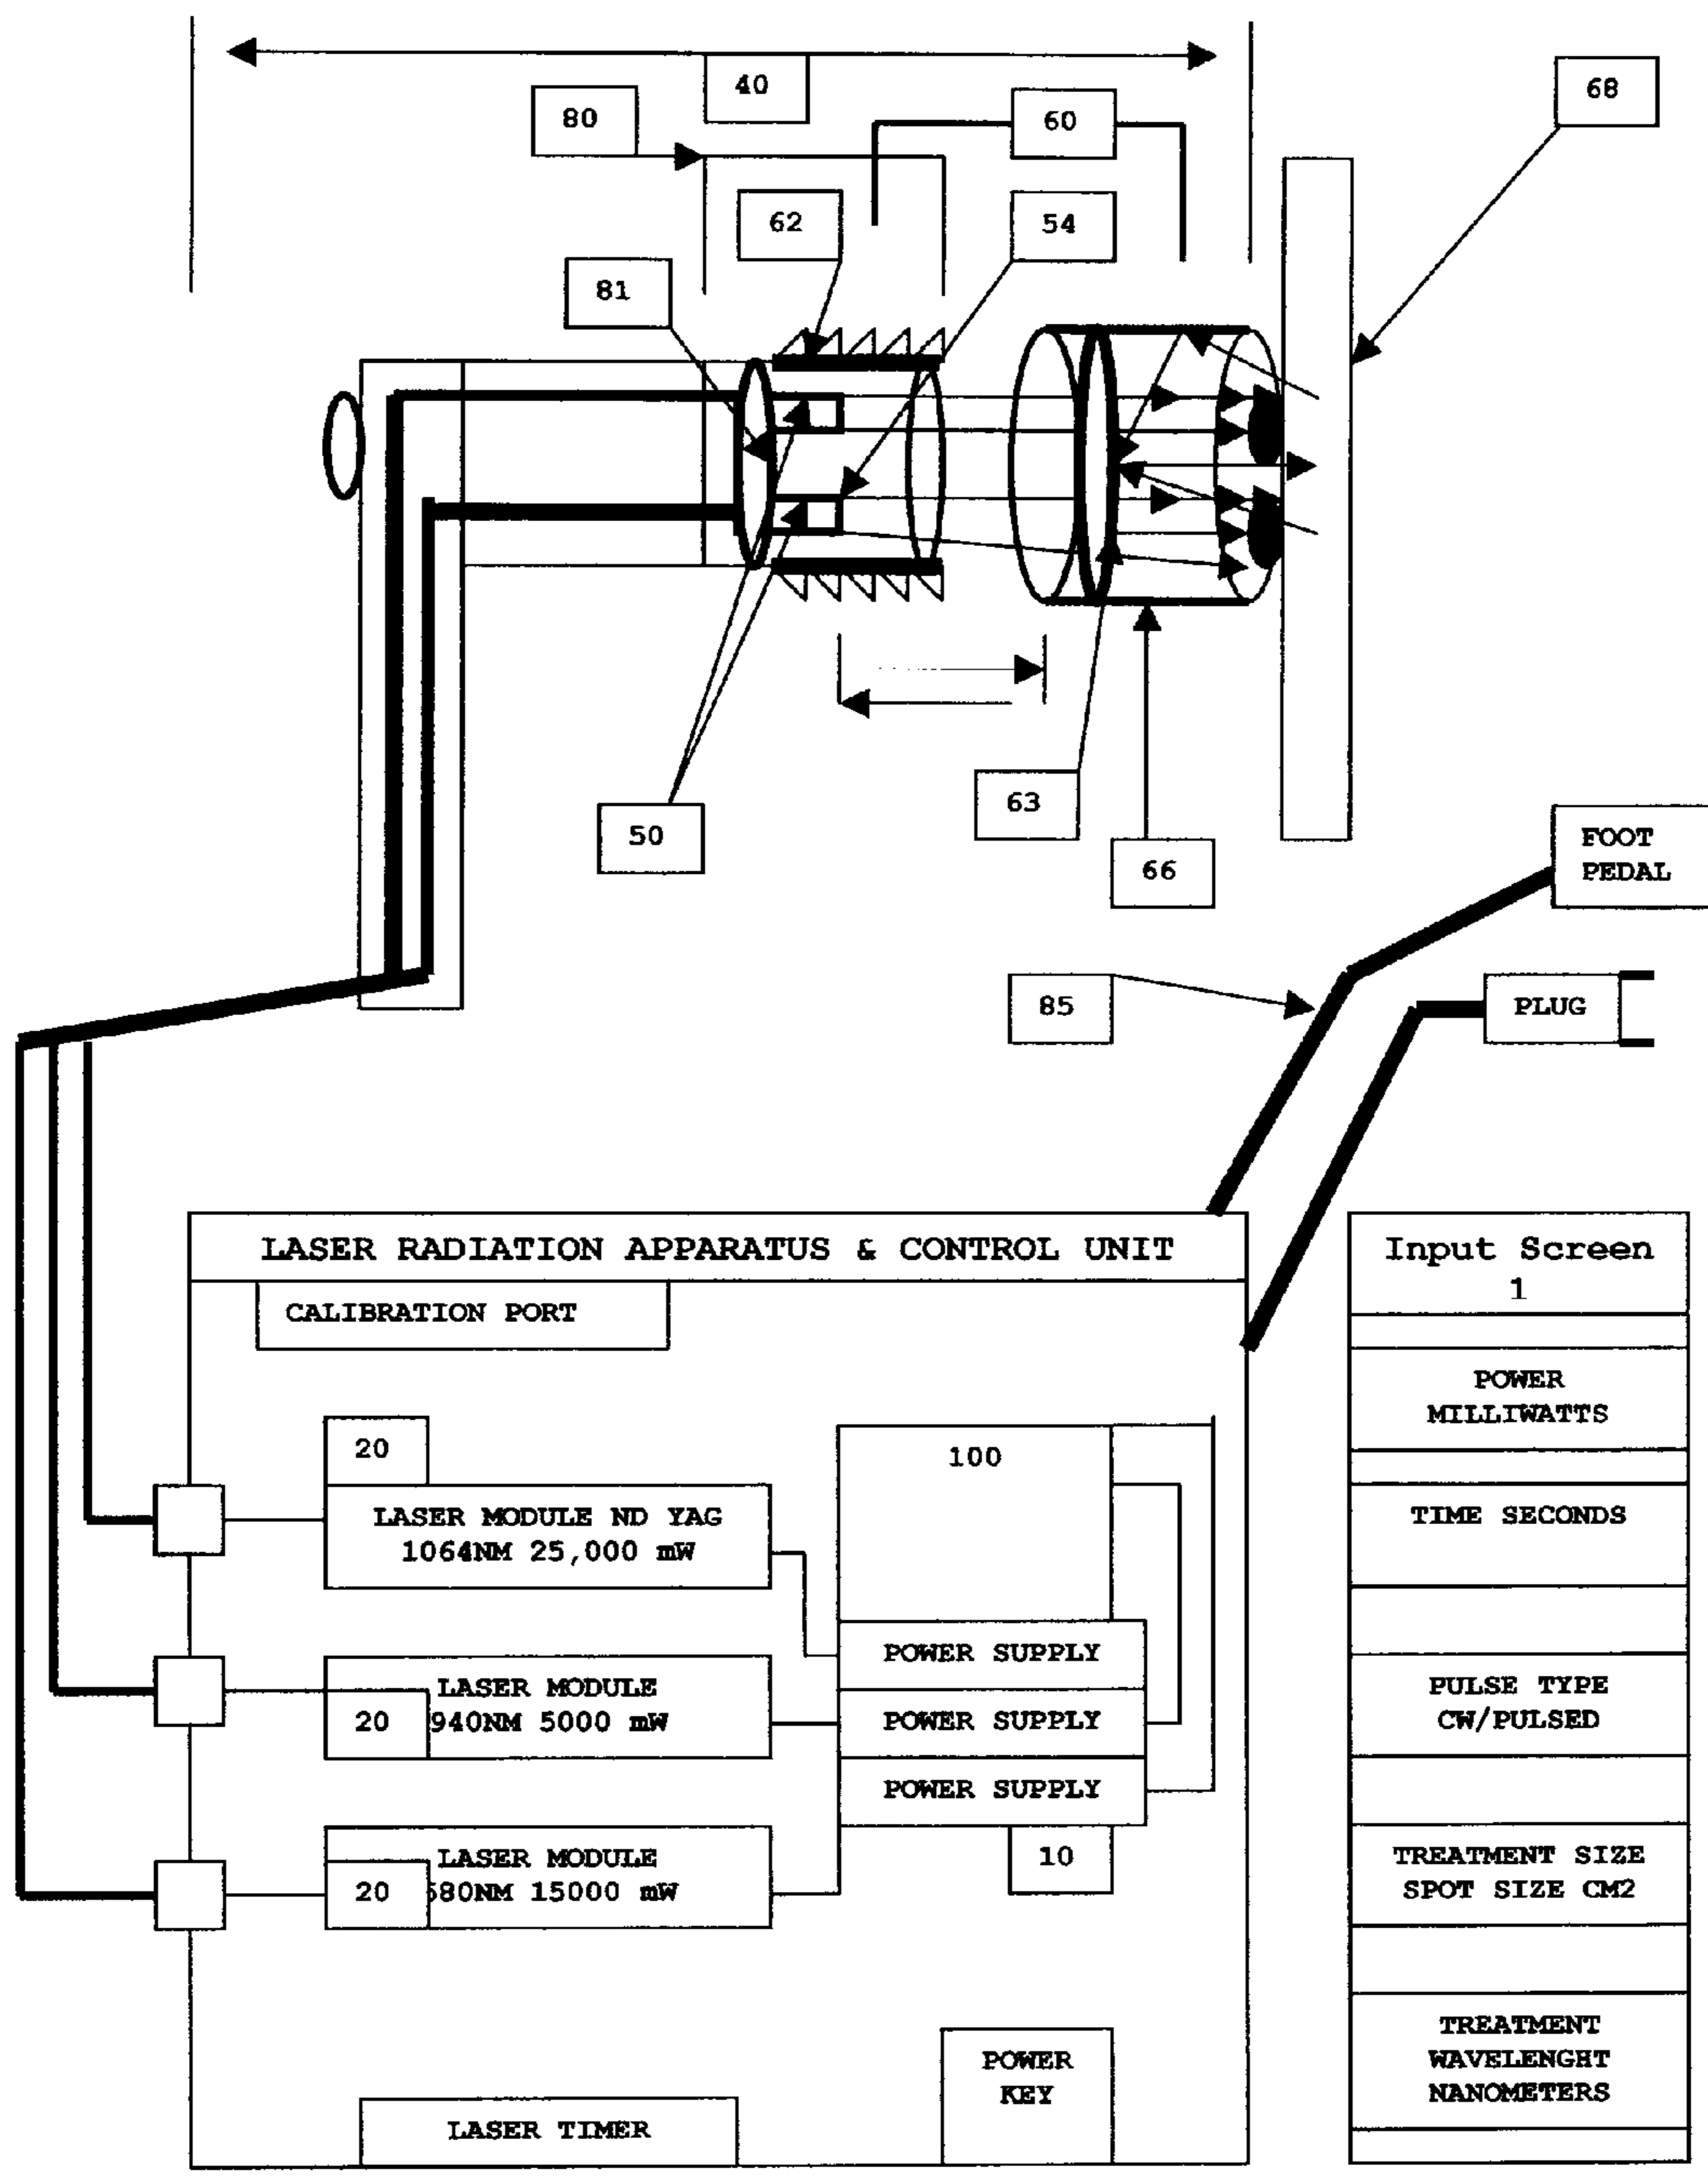 40
80
60
68
62
54
81
50
63
66
FOOT
PEDAL
85
PLUG
LASER RADIATION APPARATUS & CONTROL UNIT
CALIBRATION PORT
20
LASER MODULE ND YAG
1064NM 25,000 mW
100
POWER SUPPLY
LASER MODULE
20
940NM 5000 mW
POWER SUPPLY
POWER SUPPLY
10
LASER MODULE
20
80NM 15000 mW
POWER
KEY
LASER TIMER
Input Screen
1
POWER
MILLIWATTS
TIME SECONDS
PULSE TYPE
CW/PULSED
TREATMENT SIZE
SPOT SIZE CM2
TREATMENT
WAVELENGHT
NANOMETERS